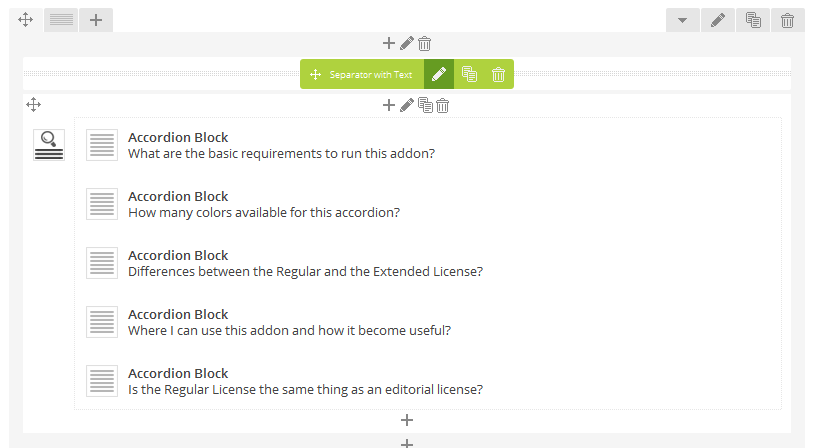 Separator with Text
Accordion Block
What are the basic requirements to run this addon?
Accordion Block
How many colors available for this accordion?
Accordion Block
Differences between the Regular and the Extended License?
Accordion Block
Where I can use this addon and how it become useful?
Accordion Block
Is the Regular License the same thing as an editorial license?